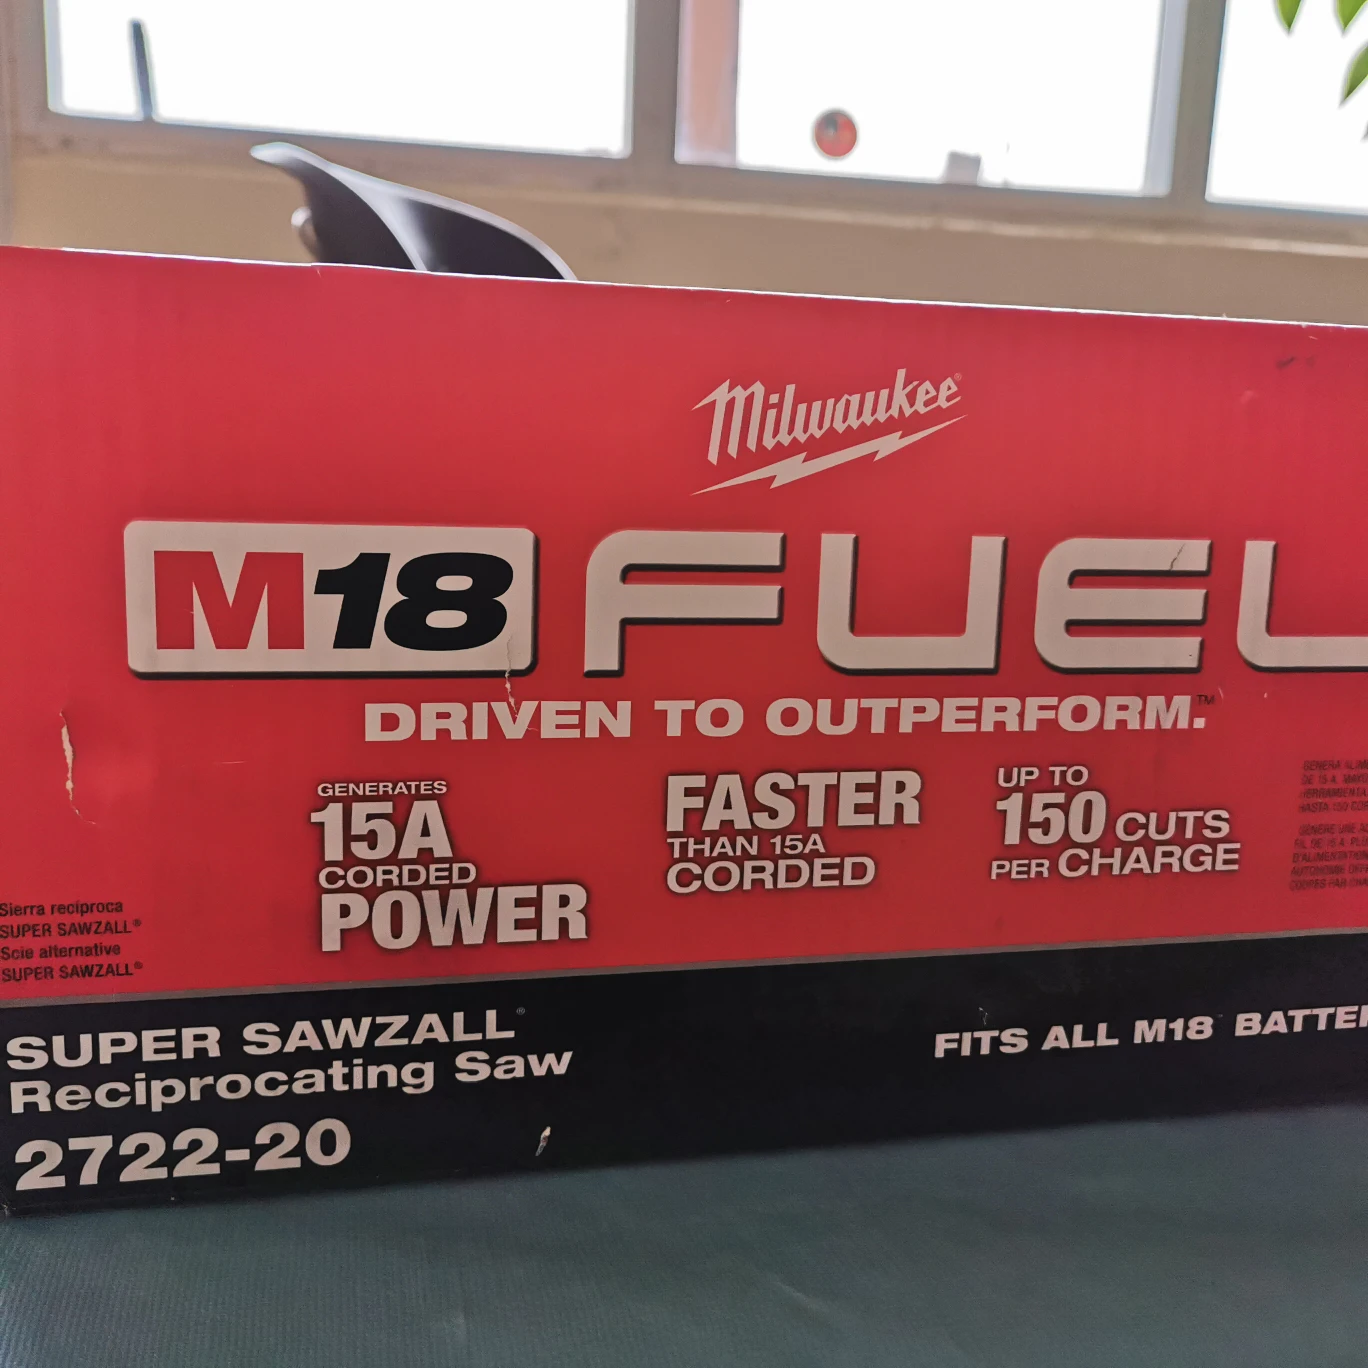 Milwaukee®
M18 FUEL
DRIVEN TO OUTPERFORM.™
GENERATES
15A
CORDED
POWER
FASTER
THAN 15A
CORDED
UP TO
150 CUTS
PER CHARGE
Sierra recíproca
SUPER SAWZALL®
Scie alternative
SUPER SAWZALL®
SUPER SAWZALL®
Reciprocating Saw
2722-20
FITS ALL M18